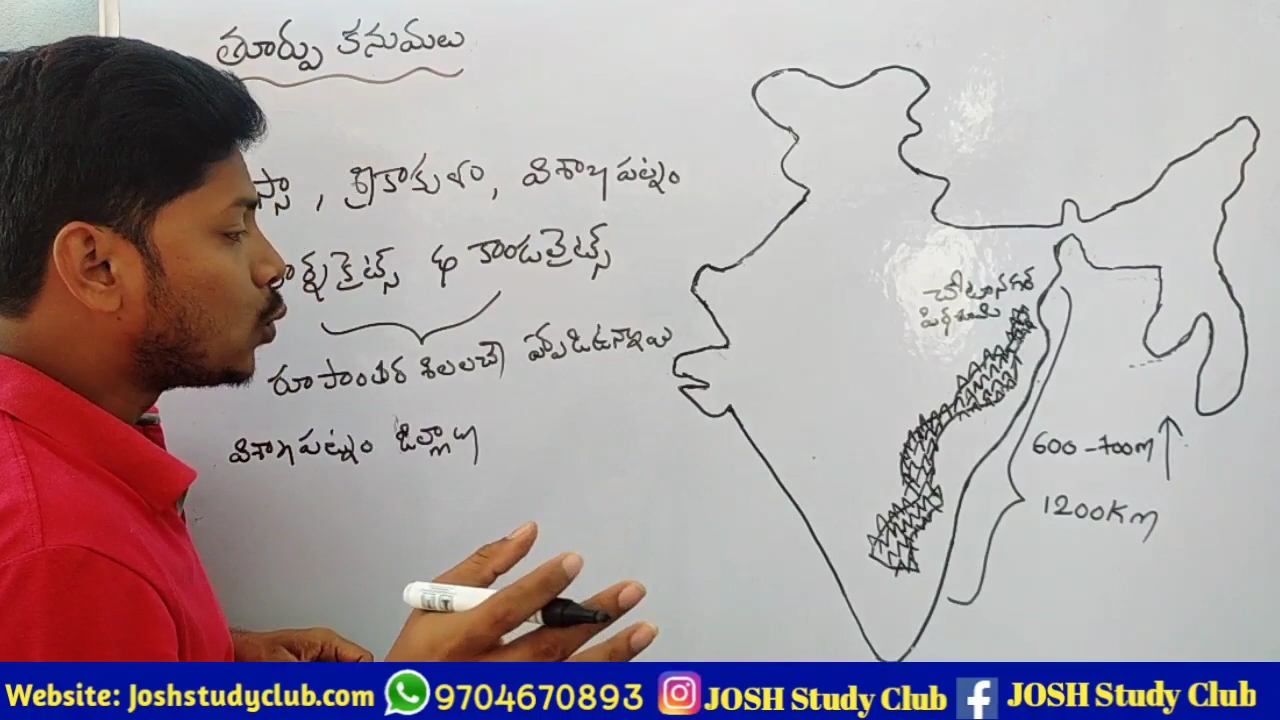 తూర్పు కనుమలు
స్సా, శ్రీకాకుళం, విశాఖపట్నం
ర్నుకైట్స్ & కాండలైట్స్
రూపాంతర శిలలచే ఏర్పడినాయి
విశాఖపట్నం జిల్లాలో
చోటానగర్
600-700m
1200Km
Website: Joshstudyclub.com 9704670893 JOSH Study Club JOSH Study Club